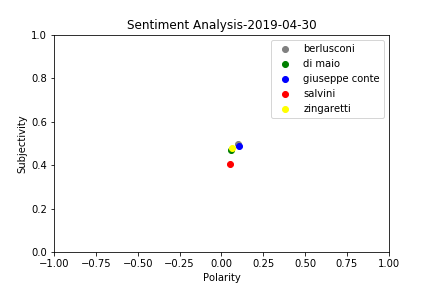 Sentiment Analysis-2019-04-30
1.0
0.8
0.6
0.4
0.2
0.0
Subjectivity
berlusconi
di maio
giuseppe conte
salvini
zingaretti
−1.00 −0.75 −0.50 −0.25 0.00 0.25 0.50 0.75 1.00
Polarity